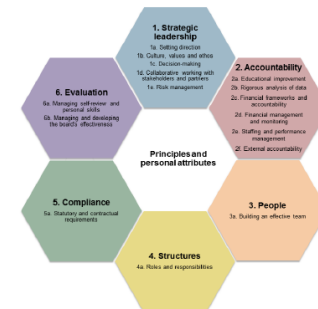 1. Strategic
leadership
1a. Setting direction
1b. Culture, values and ethos
1c. Decision-making
1d. Collaborative working with
stakeholders and partners
1e. Risk management
2. Accountability
2a. Educational improvement
2b. Rigorous analysis of data
2c. Financial frameworks and
accountability
2d. Financial management
and monitoring
2e. Staffing and performance
management
2f. External accountability
3. People
3a. Building an effective team
4. Structures
4a. Roles and responsibilities
5. Compliance
5a. Statutory and contractual
requirements
6. Evaluation
6a. Managing self-review and
personal skills
6b. Managing and developing
the board's effectiveness
Principles and
personal attributes